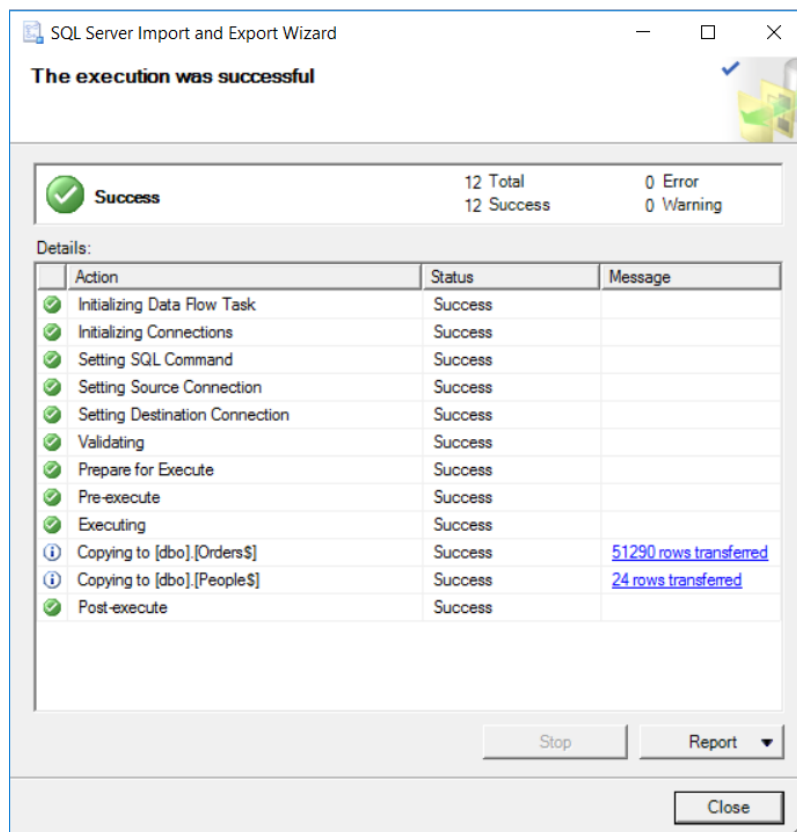 SQL Server Import and Export Wizard
The execution was successful
Success
12 Total 0 Error
12 Success 0 Warning
Details:
Action Status Message
Initializing Data Flow Task Success
Initializing Connections Success
Setting SQL Command Success
Setting Source Connection Success
Setting Destination Connection Success
Validating Success
Prepare for Execute Success
Pre-execute Success
Executing Success
Copying to [dbo].[Orders$] Success 51290 rows transferred
Copying to [dbo].[People$] Success 24 rows transferred
Post-execute Success
Stop Report
Close